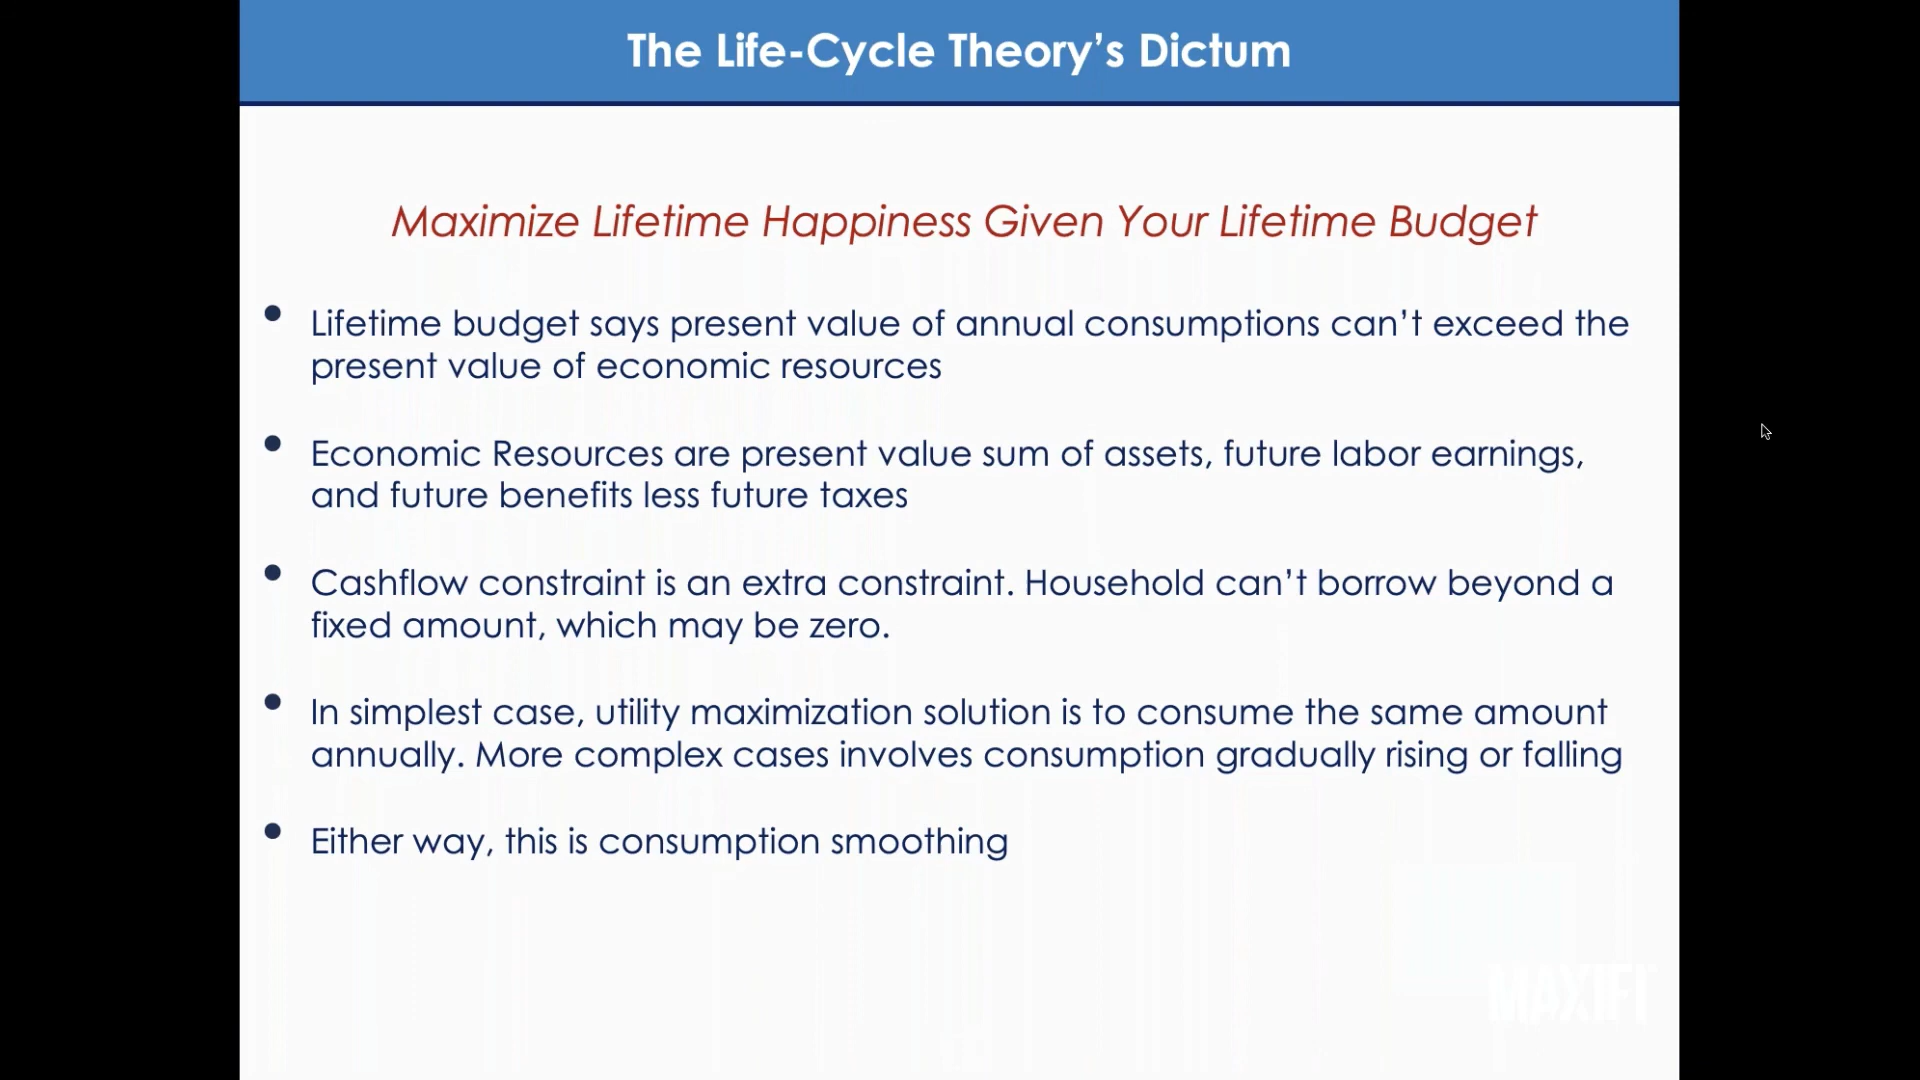 The Life-Cycle Theory’s Dictum
Maximize Lifetime Happiness Given Your Lifetime Budget
• Lifetime budget says present value of annual consumptions can’t exceed the
present value of economic resources
• Economic Resources are present value sum of assets, future labor earnings,
and future benefits less future taxes
• Cashflow constraint is an extra constraint. Household can’t borrow beyond a
fixed amount, which may be zero.
• In simplest case, utility maximization solution is to consume the same amount
annually. More complex cases involves consumption gradually rising or falling
• Either way, this is consumption smoothing
MAXIFI